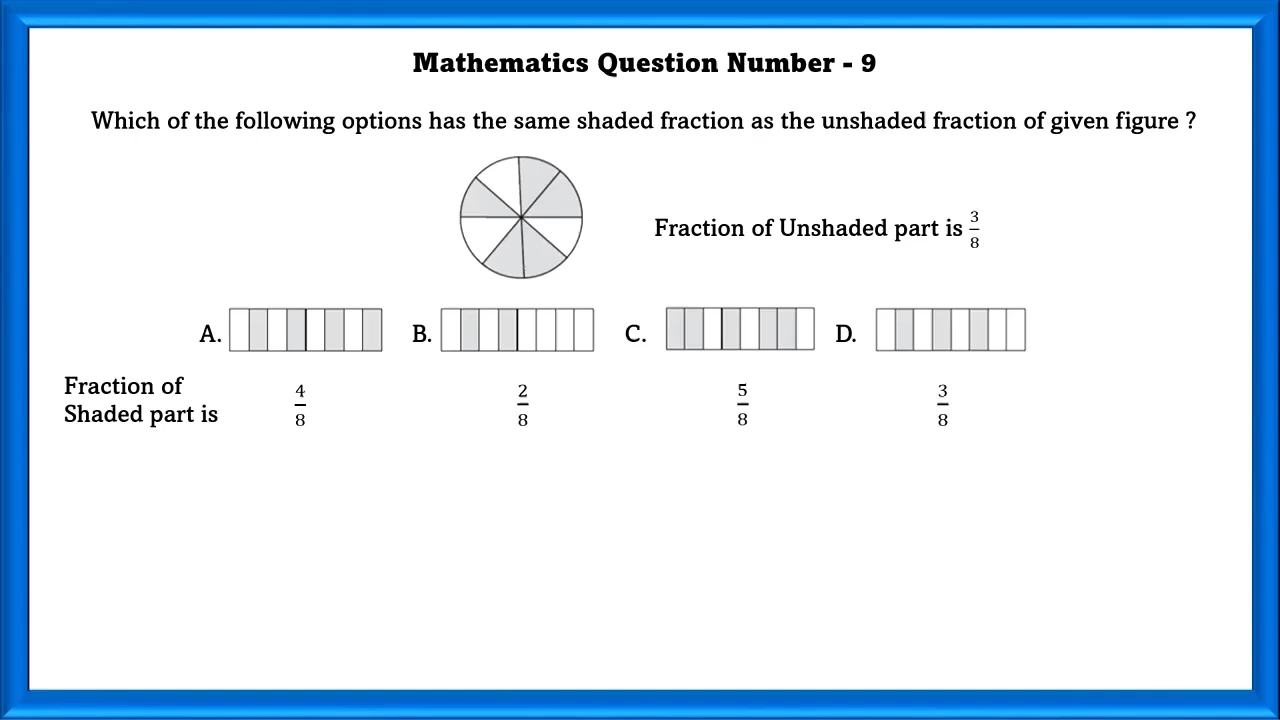 Mathematics Question Number - 9
Which of the following options has the same shaded fraction as the unshaded fraction of given figure ?
Fraction of Unshaded part is 3/8
A. B. C. D.
Fraction of
Shaded part is
4/8 2/8 5/8 3/8